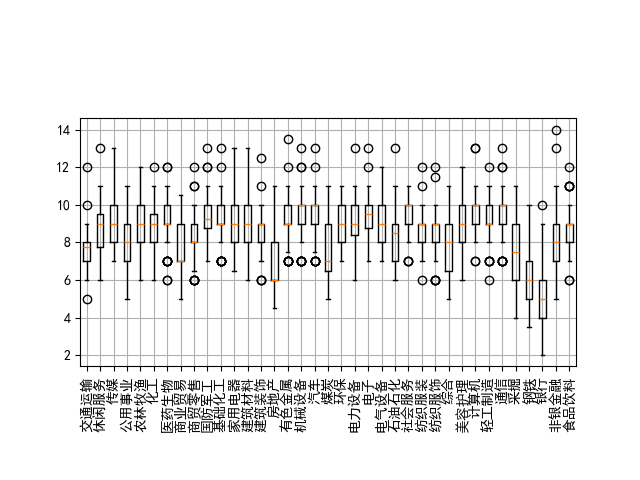 14
12
10
8
6
4
2
交通运输
休闲服务
传媒
公用事业
农林牧渔
化工
医药生物
商业贸易
商贸零售
国防军工
基础化工
家用电器
建筑材料
建筑装饰
房地产
有色金属
机械设备
汽车
煤炭
环保
电力设备
电子
电气设备
石油石化
社会服务
纺织服装
纺织服饰
综合
美容护理
计算机
轻工制造
通信
采掘
钢铁
银行
非银金融
食品饮料